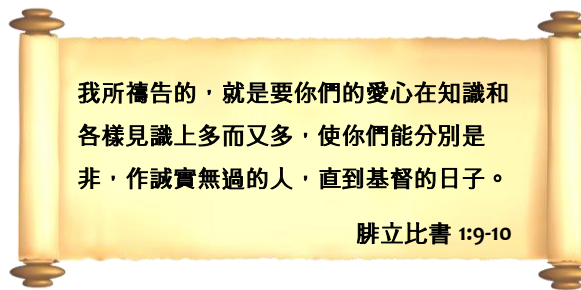 我所禱告的，就是要你們的愛心在知識和
各樣見識上多而又多，使你們能分別是
非，作誠實無過的人，直到基督的日子。
腓立比書 1:9-10